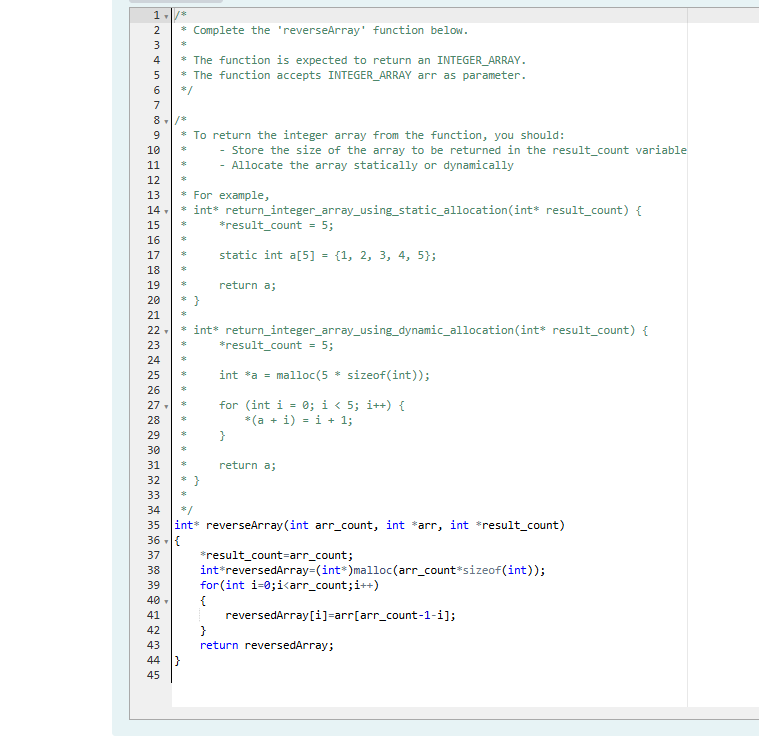 1 /*
2 * Complete the 'reverseArray' function below.
3 *
4 * The function is expected to return an INTEGER_ARRAY.
5 * The function accepts INTEGER_ARRAY arr as parameter.
6 */
7
8 /*
9 * To return the integer array from the function, you should:
10 *     - Store the size of the array to be returned in the result_count variable
11 *     - Allocate the array statically or dynamically
12 *
13 * For example,
14 * int* return_integer_array_using_static_allocation(int* result_count) {
15 *     *result_count = 5;
16 *
17 *     static int a[5] = {1, 2, 3, 4, 5};
18 *
19 *     return a;
20 * }
21 *
22 * int* return_integer_array_using_dynamic_allocation(int* result_count) {
23 *     *result_count = 5;
24 *
25 *     int *a = malloc(5 * sizeof(int));
26 *
27 *     for (int i = 0; i < 5; i++) {
28 *         *(a + i) = i + 1;
29 *     }
30 *
31 *     return a;
32 * }
33 *
34 */
35 int* reverseArray(int arr_count, int *arr, int *result_count)
36 {
37     *result_count=arr_count;
38     int*reversedArray=(int*)malloc(arr_count*sizeof(int));
39     for(int i=0;i<arr_count;i++)
40     {
41         reversedArray[i]=arr[arr_count-1-i];
42     }
43     return reversedArray;
44 }
45